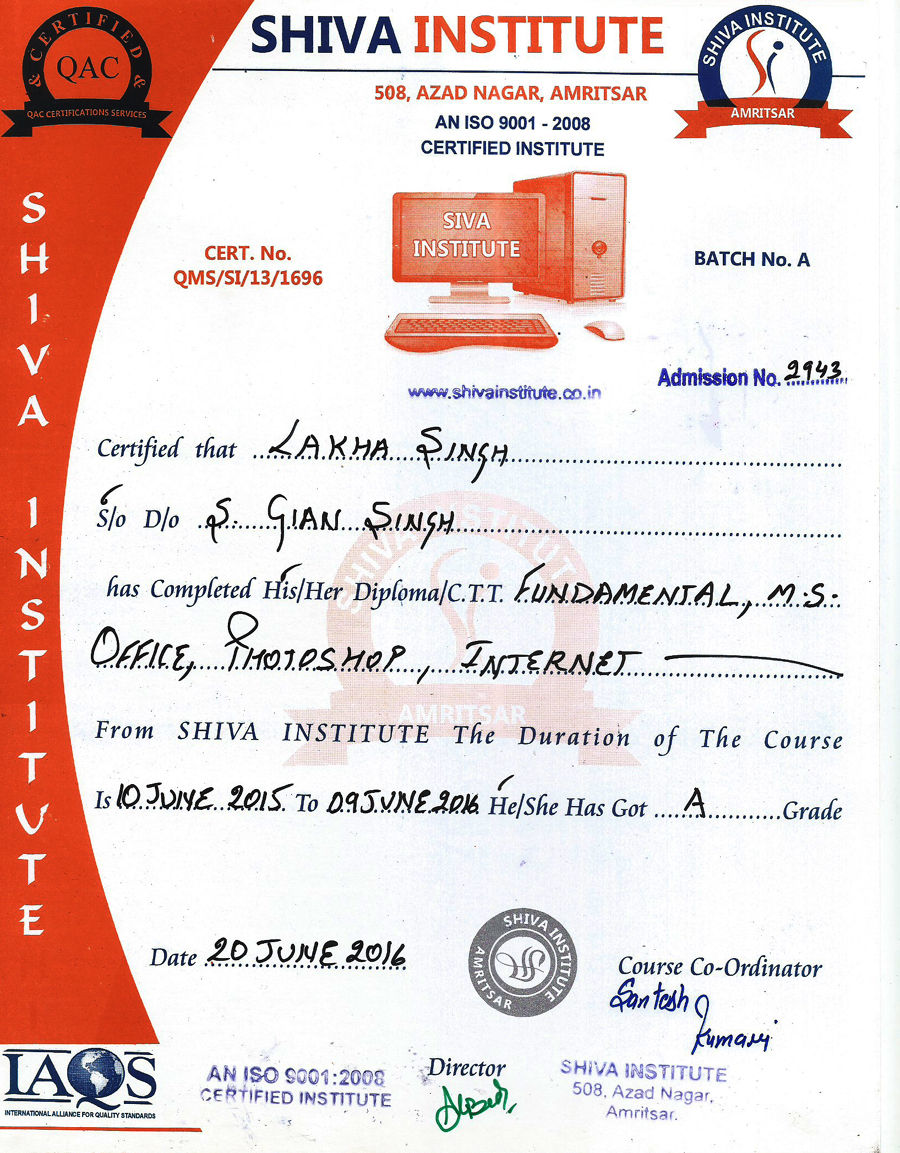 SHIVA INSTITUTE
& CERTIFIED &
QAC
QAC CERTIFICATIONS SERVICES
SHIVA INSTITUTE
AMRITSAR
508, AZAD NAGAR, AMRITSAR
AN ISO 9001 - 2008
CERTIFIED INSTITUTE
SHIVA INSTITUTE
SIVA
INSTITUTE
CERT. No.
QMS/SI/13/1696
BATCH No. A
Admission No. 2943
www.shivainstitute.co.in
Certified that LAKHA SINGH
S/o D/o S. GIAN SINGH
has Completed His/Her Diploma/C.T.T. FUNDAMENTAL, M.S.
OFFICE, PHOTOSHOP, INTERNET
SHIVA INSTITUTE
AMRITSAR
From SHIVA INSTITUTE The Duration of The Course
Is 10 JUNE 2015 To 09 JUNE 2016 He/She Has Got A Grade
Date 20 JUNE 2016
SHIVA INSTITUTE
AMRITSAR
Course Co-Ordinator
Santosh
Kumari
IAQS
INTERNATIONAL ALLIANCE FOR QUALITY STANDARDS
AN ISO 9001:2008
CERTIFIED INSTITUTE
Director
SHIVA INSTITUTE
508, Azad Nagar,
Amritsar.